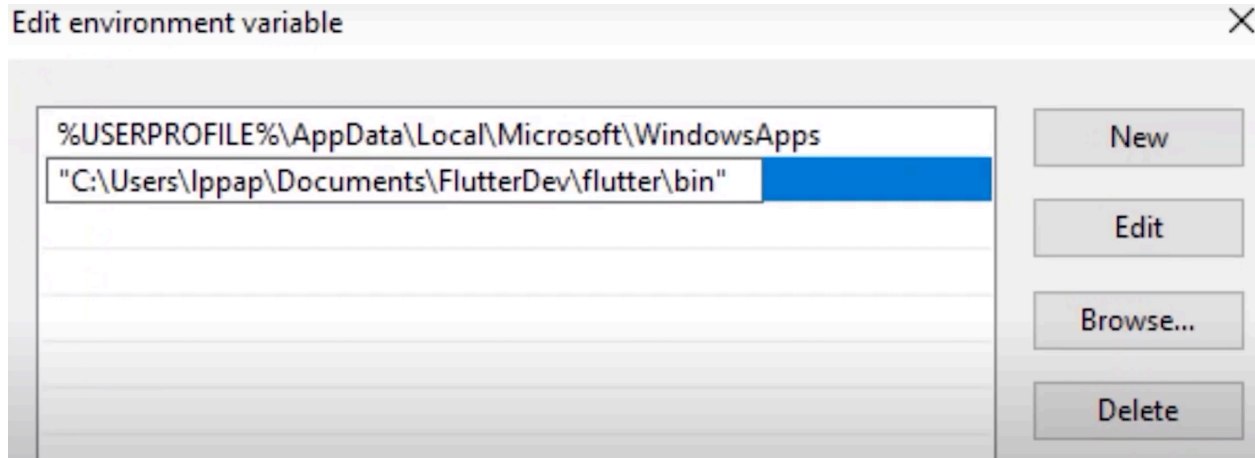 Edit environment variable
%USERPROFILE%\AppData\Local\Microsoft\WindowsApps
New
"C:\Users\lppap\Documents\FlutterDev\flutter\bin"
Edit
Browse...
Delete